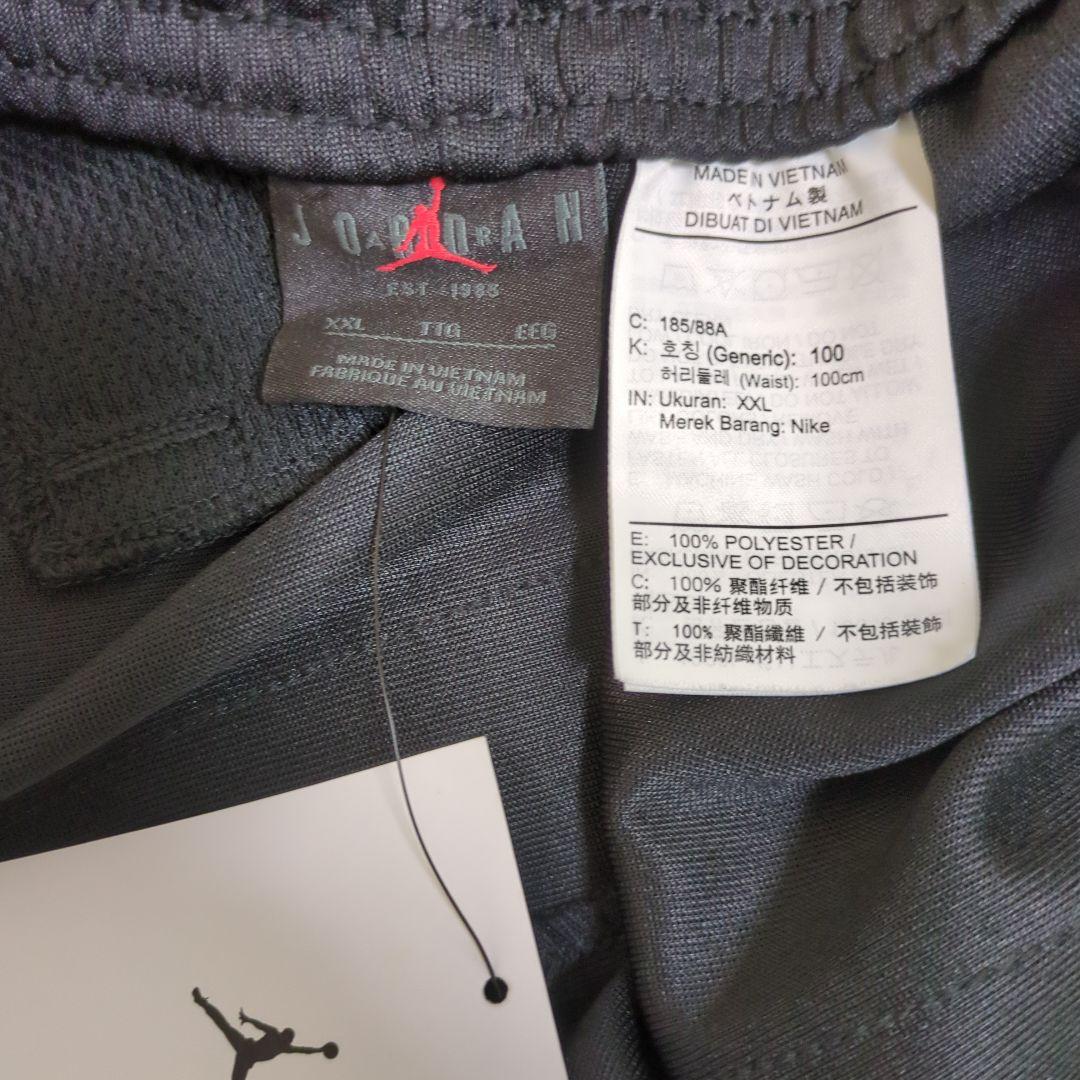 JORDAN
EST. 1985
XXL TTG EEG
MADE IN VIETNAM
FABRIQUE AU VIETNAM
MADE IN VIETNAM
ベトナム製
DIBUAT DI VIETNAM
C: 185/88A
K: 호칭 (Generic): 100
허리둘레 (Waist): 100cm
IN: Ukuran: XXL
Merek Barang: Nike
E: 100% POLYESTER /
EXCLUSIVE OF DECORATION
C: 100% 聚酯纤维 / 不包括装饰
部分及非纤维物质
T: 100% 聚酯纖維 / 不包括裝飾
部分及非紡織材料